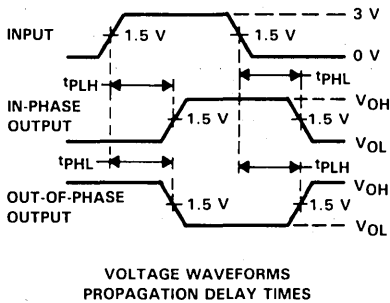 3 V
INPUT
1.5 V
1.5 V
0 V
tPLH
tPHL
IN-PHASE
OUTPUT
VOH
1.5 V
1.5 V
VOL
tPHL
tPLH
OUT-OF-PHASE
OUTPUT
VOH
1.5 V
1.5 V
VOL
VOLTAGE WAVEFORMS
PROPAGATION DELAY TIMES